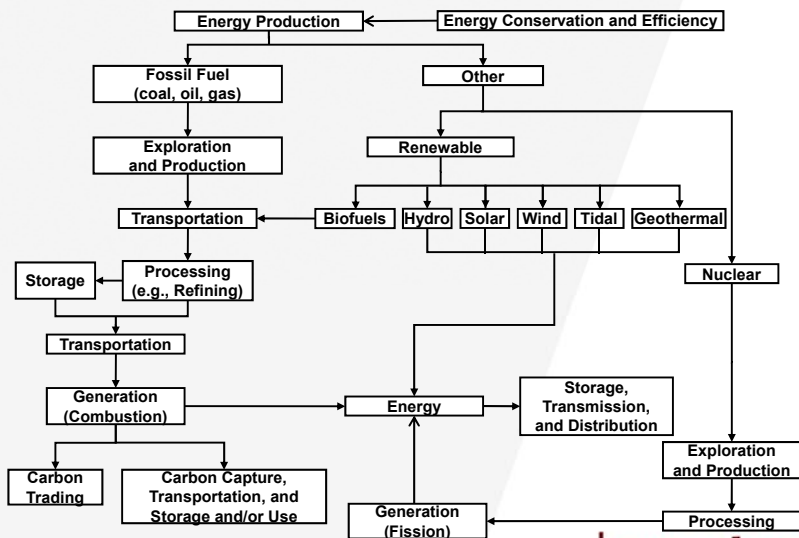 Energy Production
Energy Conservation and Efficiency
Fossil Fuel
(coal, oil, gas)
Other
Exploration
and Production
Renewable
Transportation
Biofuels
Hydro
Solar
Wind
Tidal
Geothermal
Storage
Processing
(e.g., Refining)
Nuclear
Transportation
Generation
(Combustion)
Energy
Storage,
Transmission,
and Distribution
Carbon
Trading
Carbon Capture,
Transportation, and
Storage and/or Use
Exploration
and Production
Generation
(Fission)
Processing